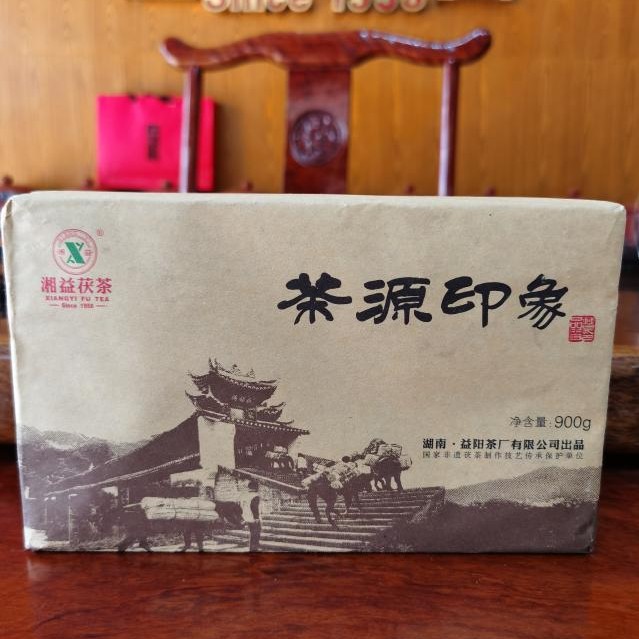 Since 1958
湘益茯茶
XIANGYI FU TEA
Since 1958
茶源印象
净含量: 900g
湖南·益阳茶厂有限公司出品
国家非遗茯茶制作技艺传承保护单位